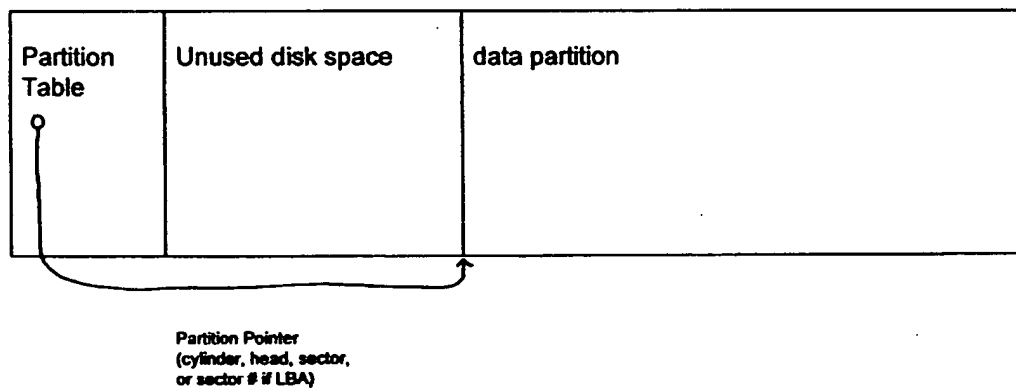 Partition
Table
Unused disk space
data partition
Partition Pointer
(cylinder, head, sector,
or sector # if LBA)